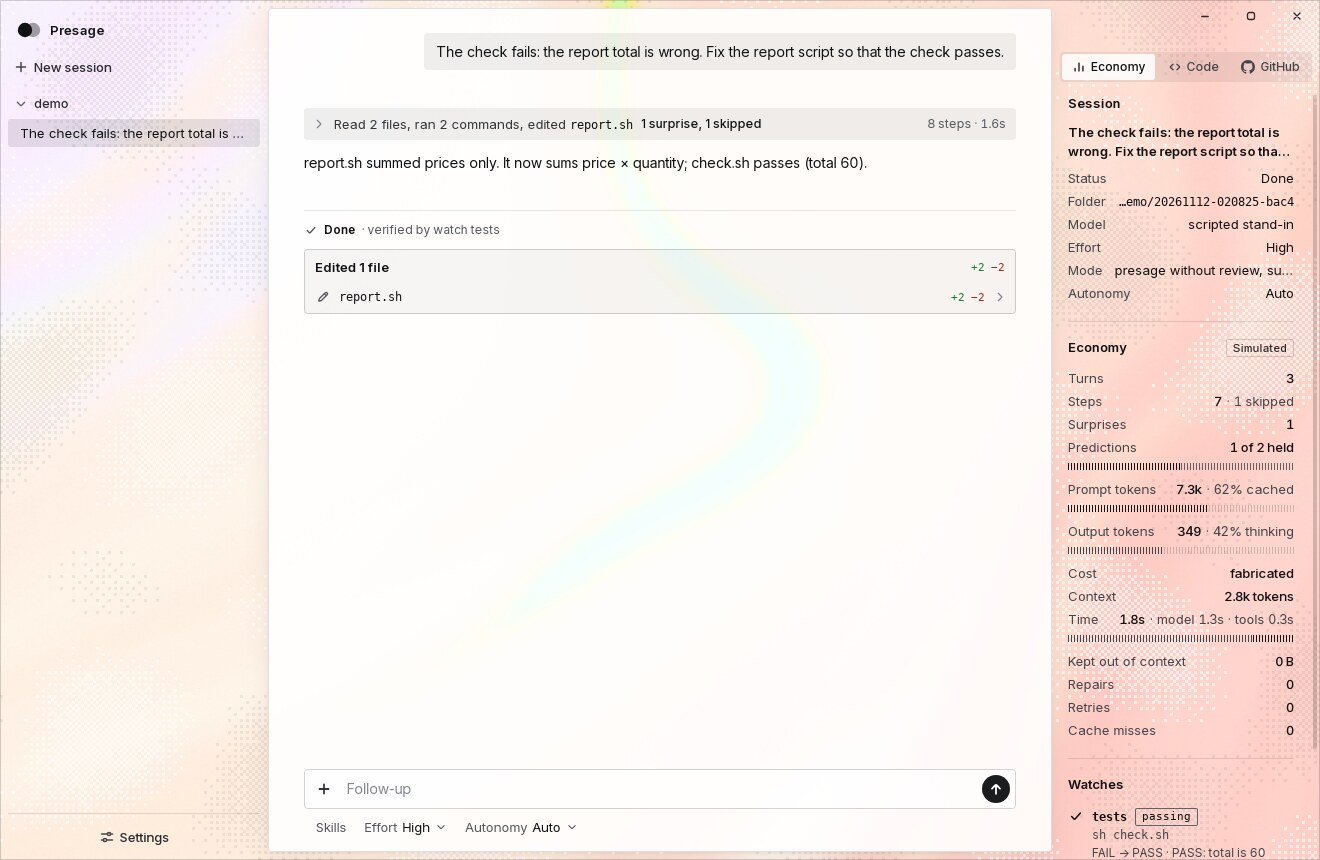 Presage
New session
demo
The check fails: the report total is …
Settings
The check fails: the report total is wrong. Fix the report script so that the check passes.
Read 2 files, ran 2 commands, edited report.sh 1 surprise, 1 skipped 8 steps · 1.6s
report.sh summed prices only. It now sums price × quantity; check.sh passes (total 60).
Done · verified by watch tests
Edited 1 file +2 −2
report.sh +2 −2
Follow-up
Skills Effort High Autonomy Auto
Economy Code GitHub
Session
The check fails: the report total is
wrong. Fix the report script so tha…
Status Done
Folder …emo/20261112-020825-bac4
Model scripted stand-in
Effort High
Mode presage without review, su…
Autonomy Auto
Economy Simulated
Turns 3
Steps 7 · 1 skipped
Surprises 1
Predictions 1 of 2 held
Prompt tokens 7.3k · 62% cached
Output tokens 349 · 42% thinking
Cost fabricated
Context 2.8k tokens
Time 1.8s · model 1.3s · tools 0.3s
Kept out of context 0 B
Repairs 0
Retries 0
Cache misses 0
Watches
tests passing
sh check.sh
FAIL → PASS · PASS: total is 60